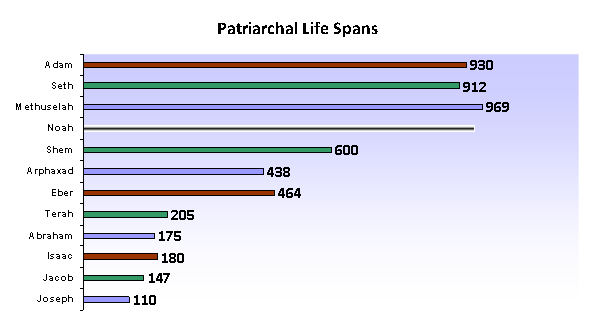 Patriarchal Life Spans
Adam 930
Seth 912
Methuselah 969
Noah
Shem 600
Arphaxad 438
Eber 464
Terah 205
Abraham 175
Isaac 180
Jacob 147
Joseph 110